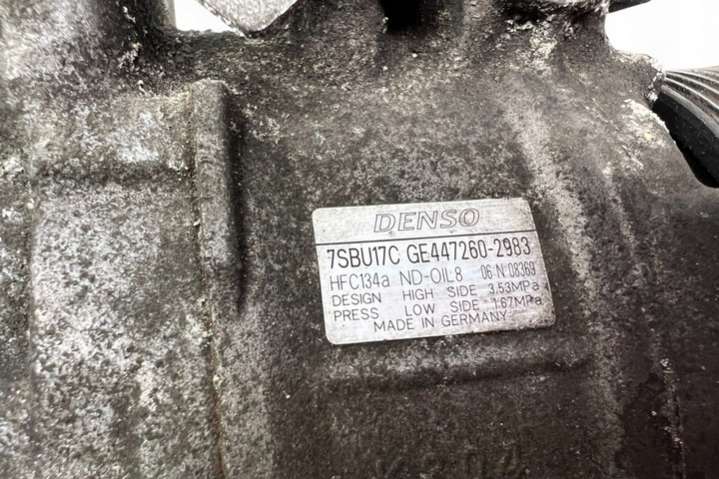 DENSO
7SBU17C GE447260-2983
HFC134a ND-OIL8 06 N 08369
DESIGN HIGH SIDE 3.53MPa
PRESS LOW SIDE 1.67MPa
MADE IN GERMANY